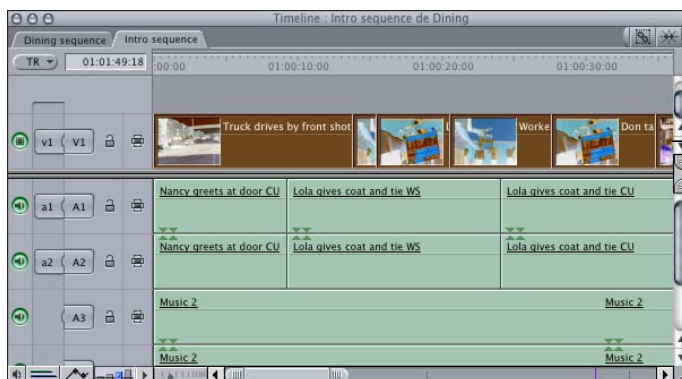 Timeline : Intro sequence de Dining
Dining sequence Intro sequence
TR 01:01:49:18 :00:00 01:00:10:00 01:00:20:00 01:00:30:00
v1 V1 Truck drives by front shot D Worke Don ta
a1 A1 Nancy greets at door CU Lola gives coat and tie WS Lola gives coat and tie CU
a2 A2 Nancy greets at door CU Lola gives coat and tie WS Lola gives coat and tie CU
A3 Music 2 Music 2
Music 2 Music 2